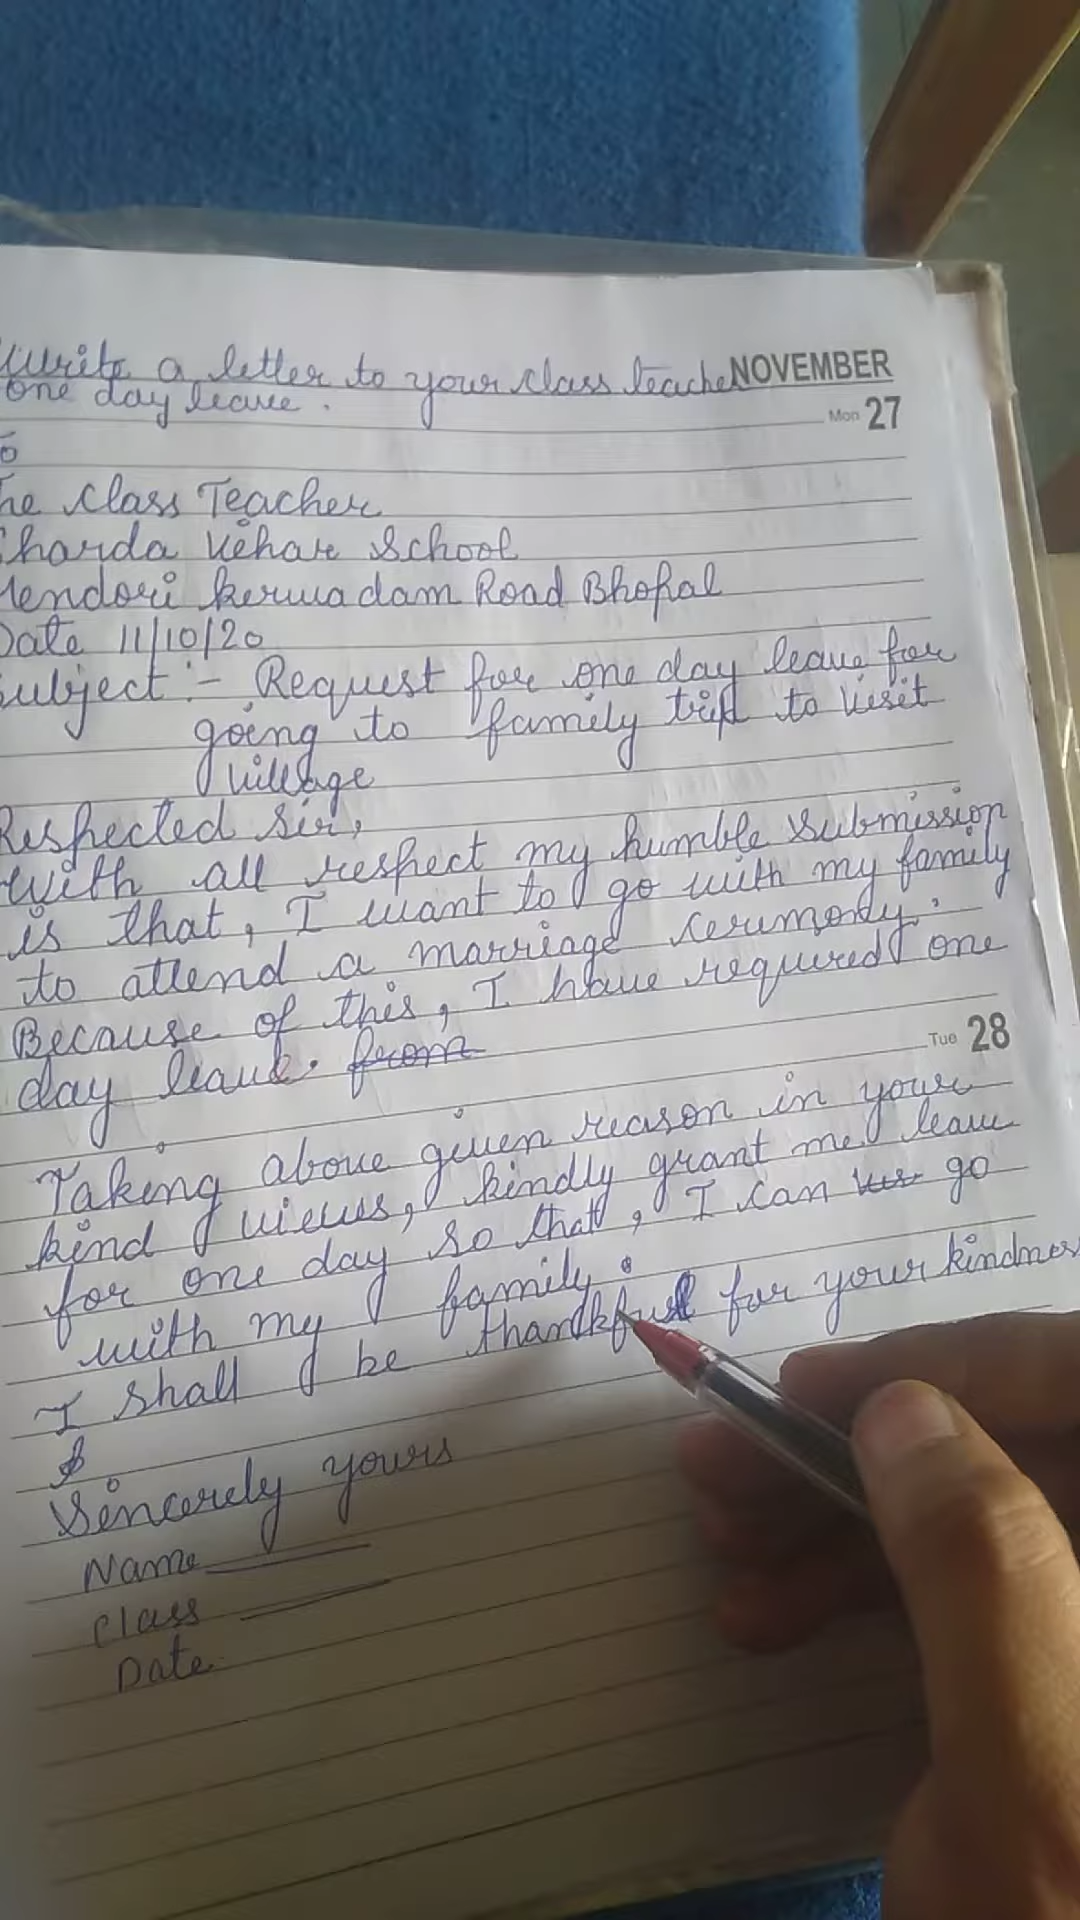 Write a letter to your class teacher NOVEMBER
one day leave.
Mon 27
To
The Class Teacher
Sharda Vihar School
Mendori kerwa dam Road Bhopal
Date 11/10/20
Subject :- Request for one day leave for
going to family trip to visit
village
Respected Sir,
With all respect my humble submission
is that, I want to go with my family
to attend a marriage ceremony.
Because of this, I have required one
Tue 28
day leave. from
Taking above given reason in your
kind views, kindly grant me leave
for one day so that, I can go
with my family.
I shall be thankful for your kindness
Sincerely yours
Name
Class
Date